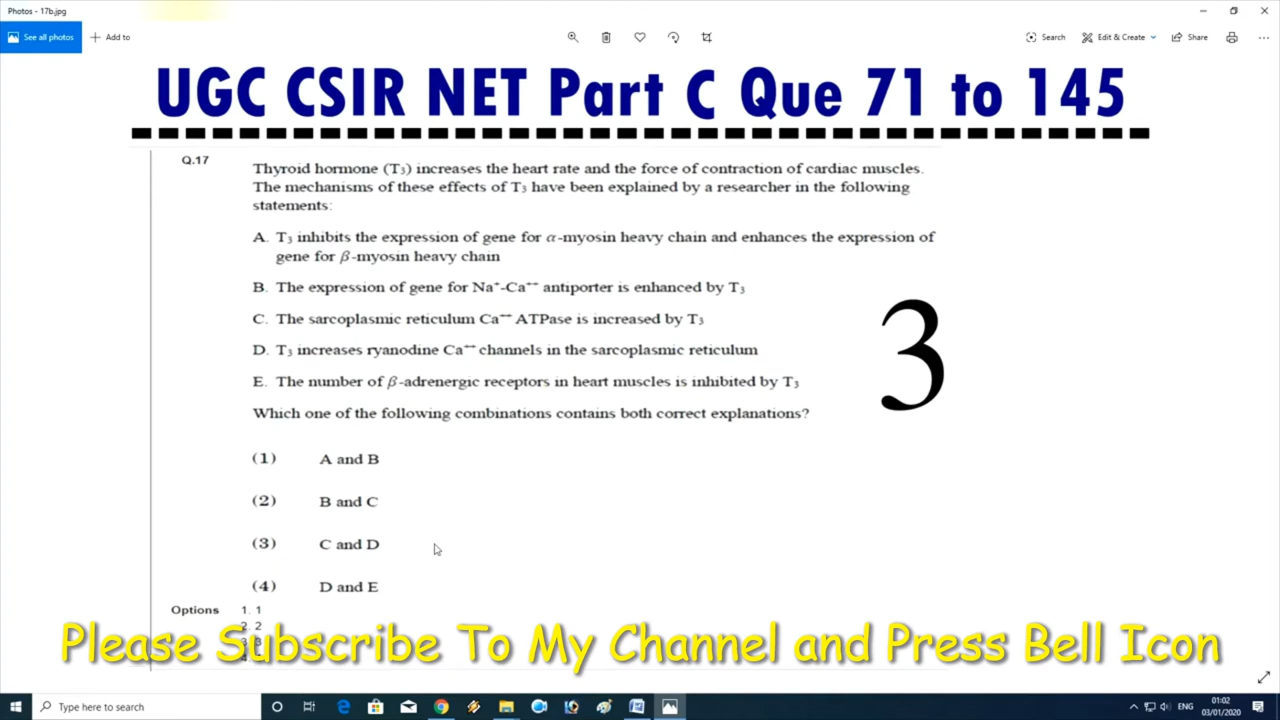 Photos - 17b.jpg
See all photos
Add to
Search
Edit & Create
Share
UGC CSIR NET Part C Que 71 to 145
Q.17
Thyroid hormone (T₃) increases the heart rate and the force of contraction of cardiac muscles.
The mechanisms of these effects of T₃ have been explained by a researcher in the following
statements:
A. T₃ inhibits the expression of gene for α-myosin heavy chain and enhances the expression of
gene for β-myosin heavy chain
B. The expression of gene for Na⁺-Ca⁺⁺ antiporter is enhanced by T₃
C. The sarcoplasmic reticulum Ca⁺⁺ ATPase is increased by T₃
D. T₃ increases ryanodine Ca⁺⁺ channels in the sarcoplasmic reticulum
E. The number of β-adrenergic receptors in heart muscles is inhibited by T₃
3
Which one of the following combinations contains both correct explanations?
(1) A and B
(2) B and C
(3) C and D
(4) D and E
Options 1. 1
2. 2
3. 3
Please Subscribe To My Channel and Press Bell Icon
Type here to search
ENG
01:02
03/01/2020